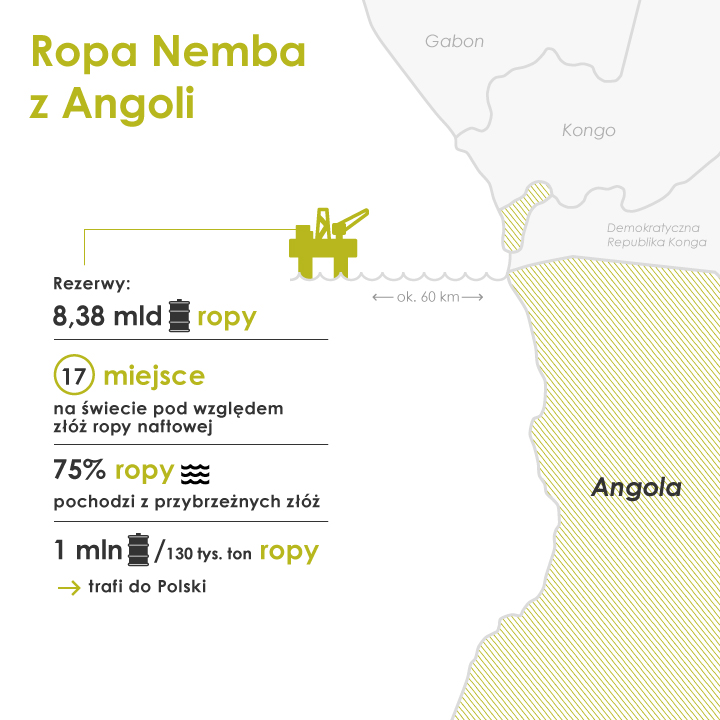 Ropa Nemba
z Angoli
Gabon
Kongo
Demokratyczna
Republika Konga
ok. 60 km
Rezerwy:
8,38 mld ropy
17 miejsce
na świecie pod względem
złóż ropy naftowej
75% ropy
pochodzi z przybrzeżnych złóż
1 mln /130 tys. ton ropy
trafi do Polski
Angola